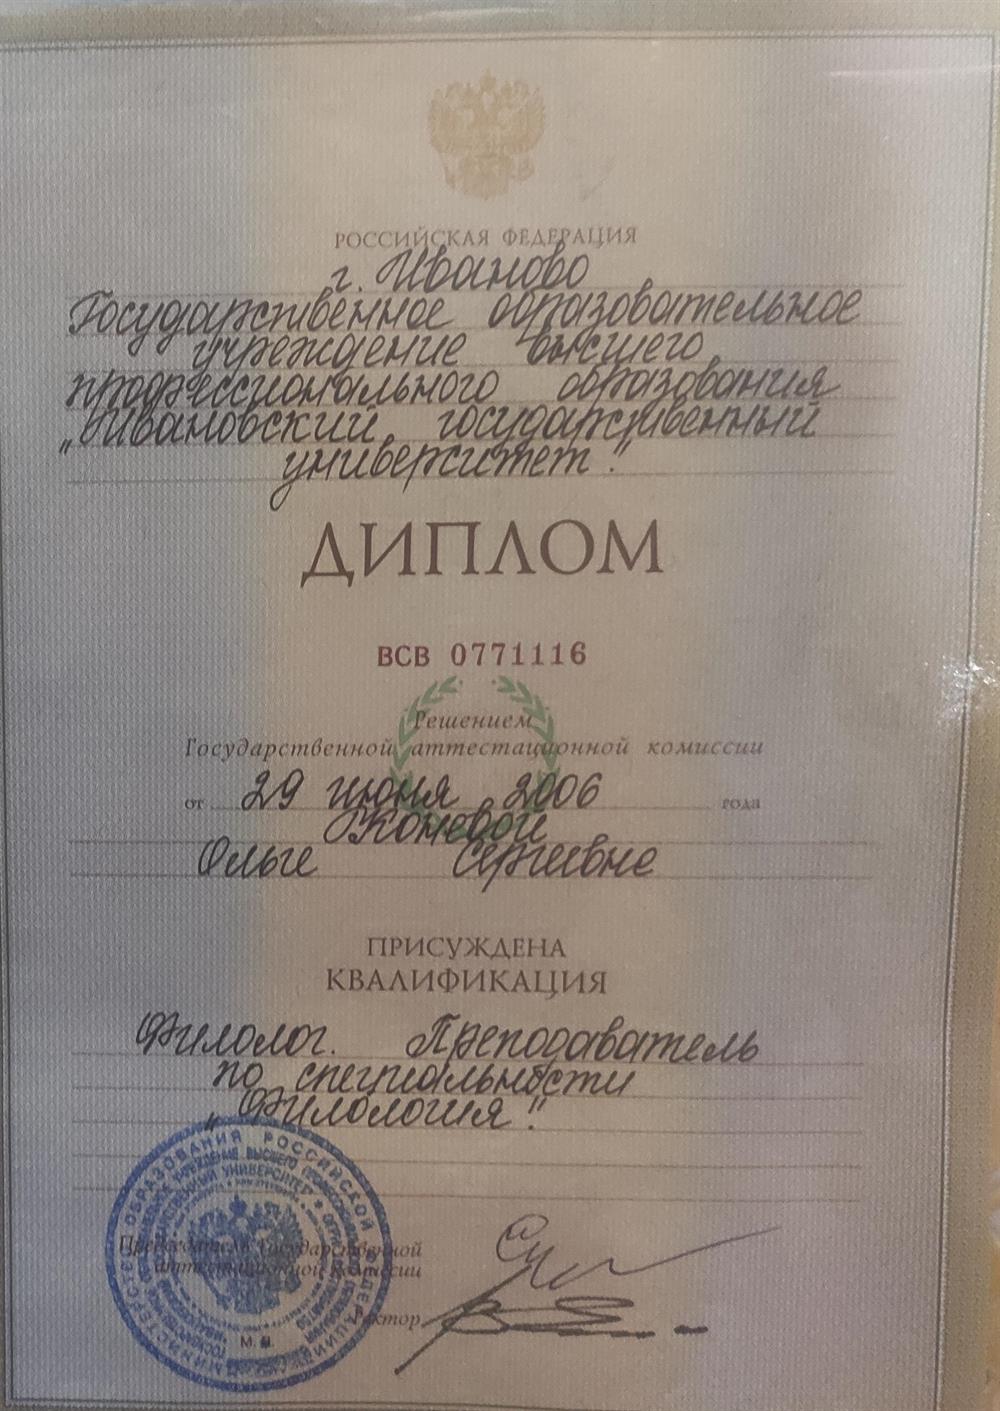 РОССИЙСКАЯ ФЕДЕРАЦИЯ
г. Иваново
Государственное образовательное
учреждение высшего
профессионального образования
„Ивановский государственный
университет"
ДИПЛОМ
ВСВ 0771116
Решением
Государственной аттестационной комиссии
от 29 июня 2006 года
Ольге Сергеевне
ПРИСУЖДЕНА
КВАЛИФИКАЦИЯ
Филолог. Преподаватель
по специальности
„Филология".
Председатель Государственной
аттестационной комиссии
Ректор
М. П.